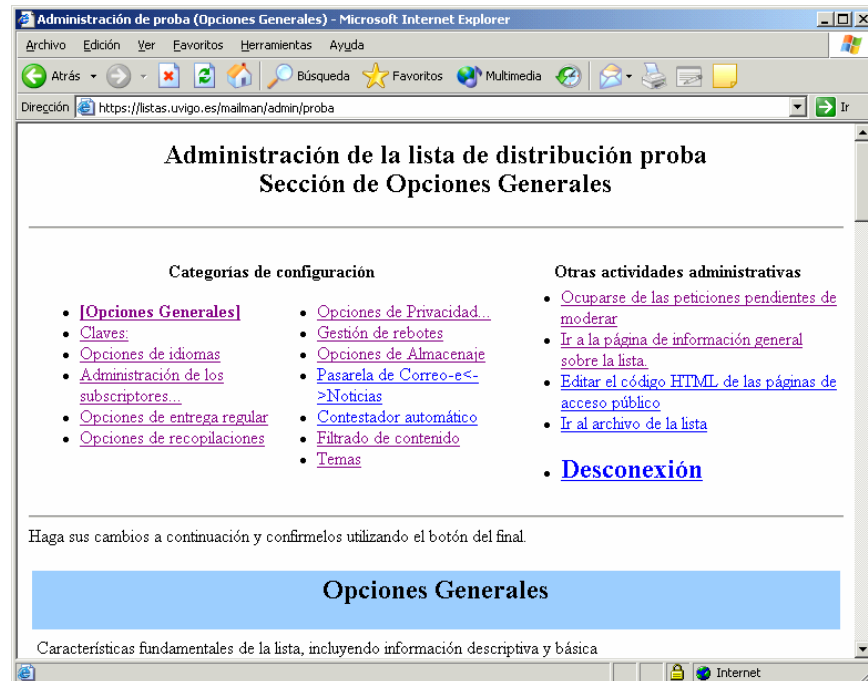 Administración de proba (Opciones Generales) - Microsoft Internet Explorer
Archivo Edición Ver Favoritos Herramientas Ayuda
Atrás Búsqueda Favoritos Multimedia
Dirección https://listas.uvigo.es/mailman/admin/proba Ir
Administración de la lista de distribución proba
Sección de Opciones Generales
Categorías de configuración
[Opciones Generales]
Claves:
Opciones de idiomas
Administración de los
subscriptores...
Opciones de entrega regular
Opciones de recopilaciones
Opciones de Privacidad...
Gestión de rebotes
Opciones de Almacenaje
Pasarela de Correo-e<-
>Noticias
Contestador automático
Filtrado de contenido
Temas
Otras actividades administrativas
Ocuparse de las peticiones pendientes de
moderar
Ir a la página de información general
sobre la lista.
Editar el código HTML de las páginas de
acceso público
Ir al archivo de la lista
Desconexión
Haga sus cambios a continuación y confirmelos utilizando el botón del final.
Opciones Generales
Características fundamentales de la lista, incluyendo información descriptiva y básica
Internet